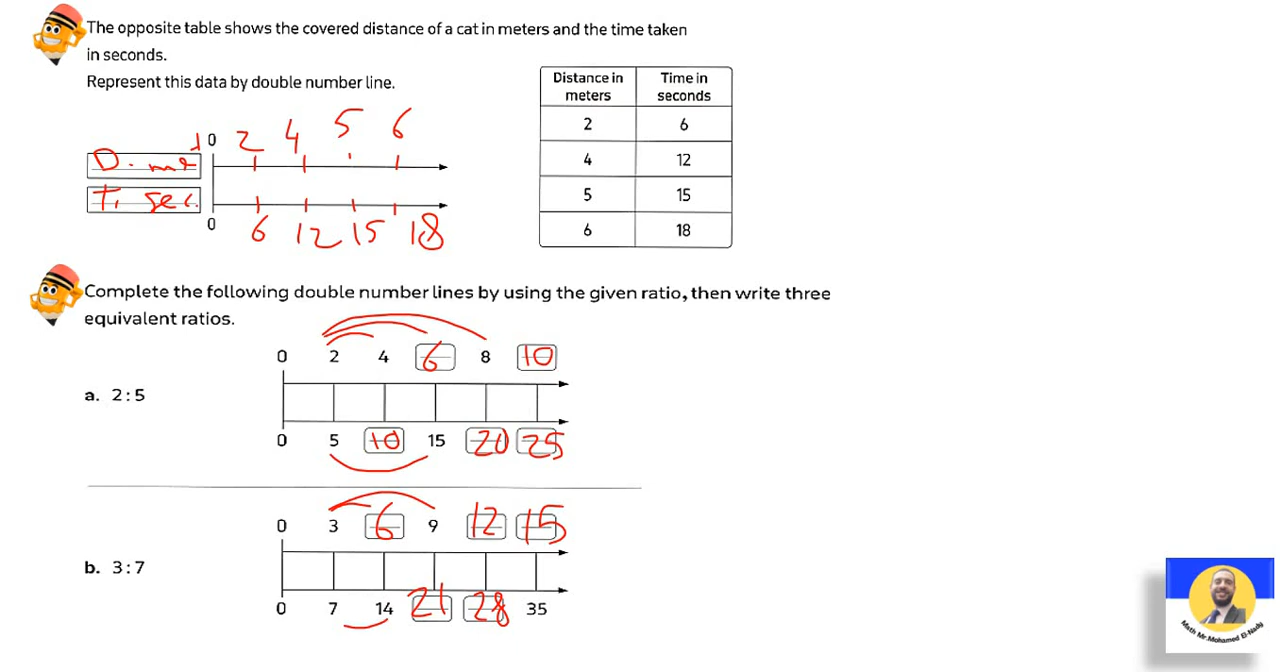 The opposite table shows the covered distance of a cat in meters and the time taken
in seconds.
Represent this data by double number line.
Distance in meters Time in seconds
2 6
4 12
5 15
6 18
0 2 4 5 6
D. me
T. sec.
0 6 12 15 18
Complete the following double number lines by using the given ratio, then write three
equivalent ratios.
0 2 4 6 8 10
a. 2:5
0 5 10 15 20 25
0 3 6 9 12 15
b. 3:7
0 7 14 21 28 35
Math Mr.Mohamed El-Nady